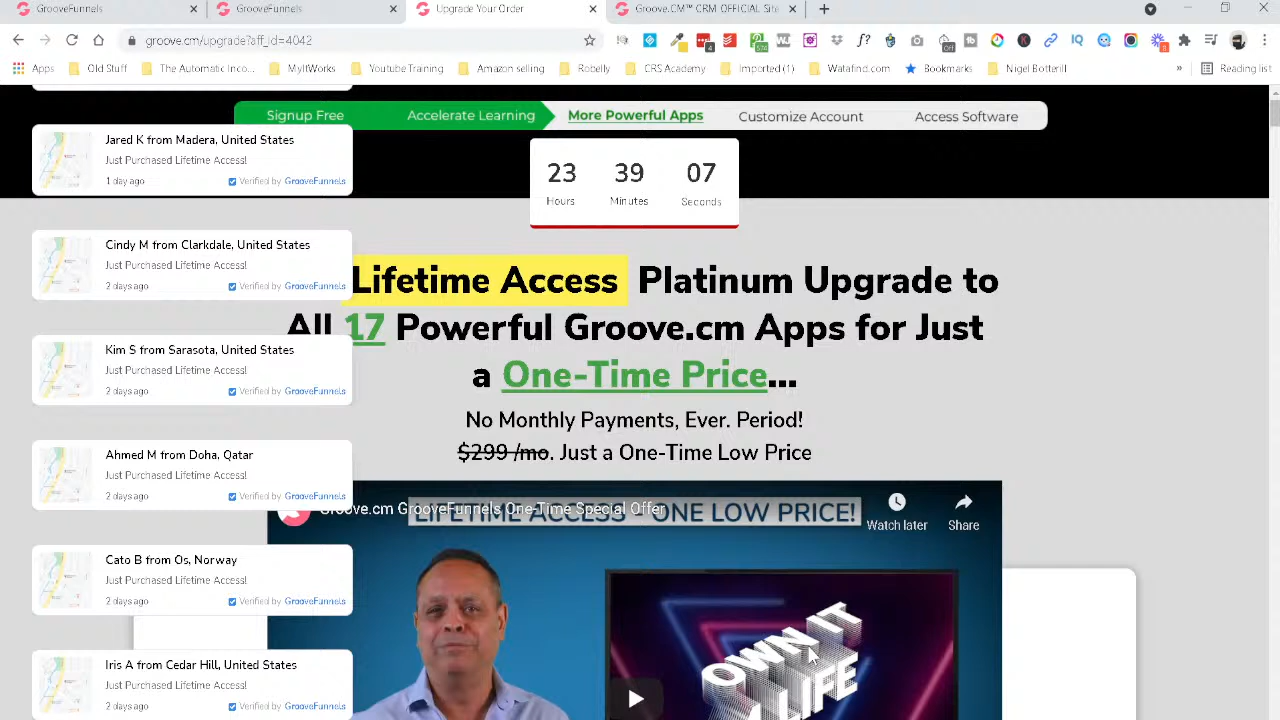 GrooveFunnels
GrooveFunnels
Upgrade Your Order
Groove.CM™ CRM OFFICIAL Site
groove.cm/upgrade?sff_id=4042
Apps
Old Stuff
The Automatic Inco...
MyItWorks
Youtube Training
Amazon selling
Robelly
CRS Academy
Imported (1)
Watafind.com
Bookmarks
Nigel Botterill
»
Reading list
Signup Free
Accelerate Learning
More Powerful Apps
Customize Account
Access Software
23
39
07
Hours
Minutes
Seconds
Lifetime Access Platinum Upgrade to
All 17 Powerful Groove.cm Apps for Just
a One-Time Price...
No Monthly Payments, Ever. Period!
$299 /mo. Just a One-Time Low Price
Groove.cm GrooveFunnels One-Time Special Offer
LIFETIME ACCESS - ONE LOW PRICE!
Watch later
Share
OWN IT
LIFE
Jared K from Madera, United States
Just Purchased Lifetime Access!
1 day ago
Verified by GrooveFunnels
Cindy M from Clarkdale, United States
Just Purchased Lifetime Access!
2 days ago
Verified by GrooveFunnels
Kim S from Sarasota, United States
Just Purchased Lifetime Access!
2 days ago
Verified by GrooveFunnels
Ahmed M from Doha, Qatar
Just Purchased Lifetime Access!
2 days ago
Verified by GrooveFunnels
Cato B from Os, Norway
Just Purchased Lifetime Access!
2 days ago
Verified by GrooveFunnels
Iris A from Cedar Hill, United States
Just Purchased Lifetime Access!
2 days ago
Verified by GrooveFunnels